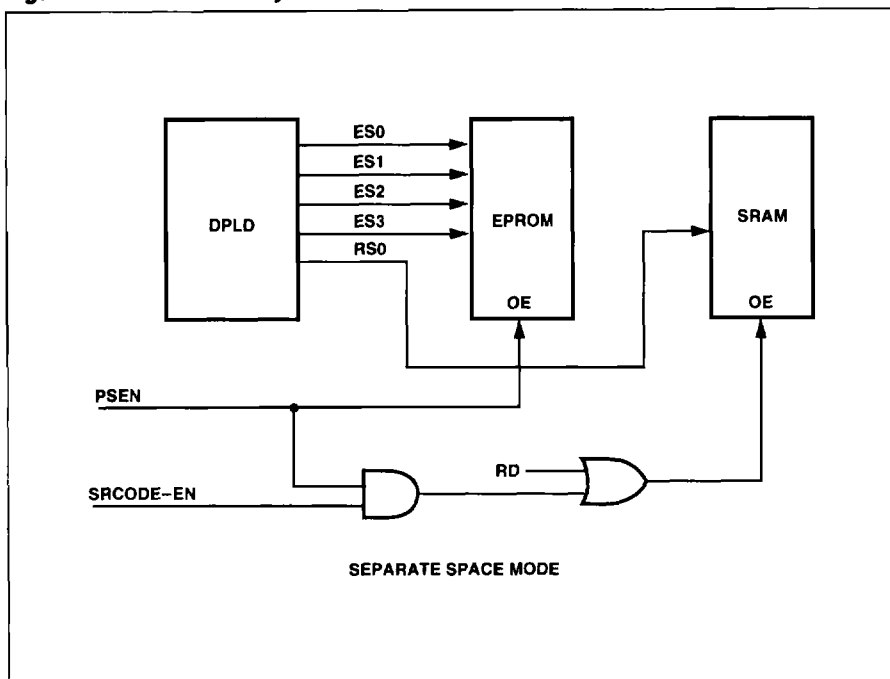 ES0
ES1
ES2
ES3
RS0
DPLD
EPROM
OE
SRAM
OE
PSEN
SRCODE–EN
RD
SEPARATE SPACE MODE